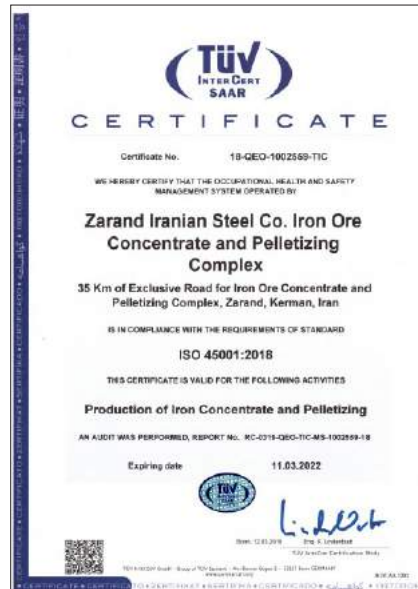 TÜV
INTERCERT
SAAR
CERTIFICATE
Certificate No. 18-QEO-1002559-TIC
WE HEREBY CERTIFY THAT THE OCCUPATIONAL HEALTH AND SAFETY
MANAGEMENT SYSTEM OPERATED BY
Zarand Iranian Steel Co. Iron Ore
Concentrate and Pelletizing
Complex
35 Km of Exclusive Road for Iron Ore Concentrate and
Pelletizing Complex, Zarand, Kerman, Iran
IS IN COMPLIANCE WITH THE REQUIREMENTS OF STANDARD
ISO 45001:2018
THIS CERTIFICATE IS VALID FOR THE FOLLOWING ACTIVITIES
Production of Iron Concentrate and Pelletizing
AN AUDIT WAS PERFORMED, REPORT No. RC-0319-QEO-TIC-MS-1002559-18
Expiring date 11.03.2022
TÜV